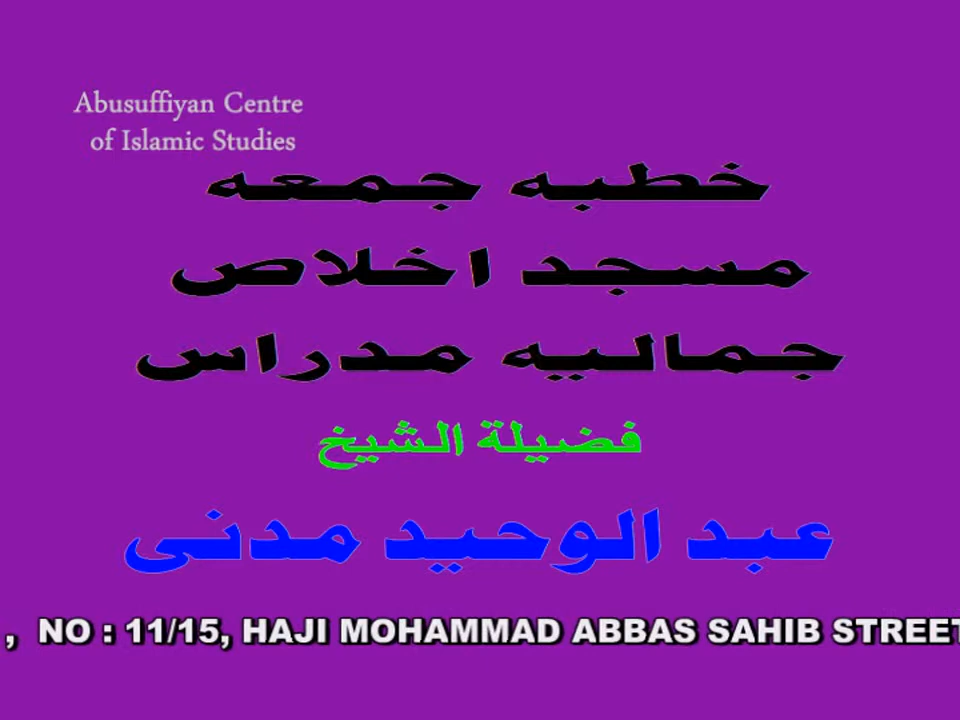 Abusuffiyan Centre
of Islamic Studies
خطبه جمعه
مسجد اخلاص
جماليه مدراس
فضيلة الشيخ
عبد الوحيد مدنى
, NO : 11/15, HAJI MOHAMMAD ABBAS SAHIB STREET